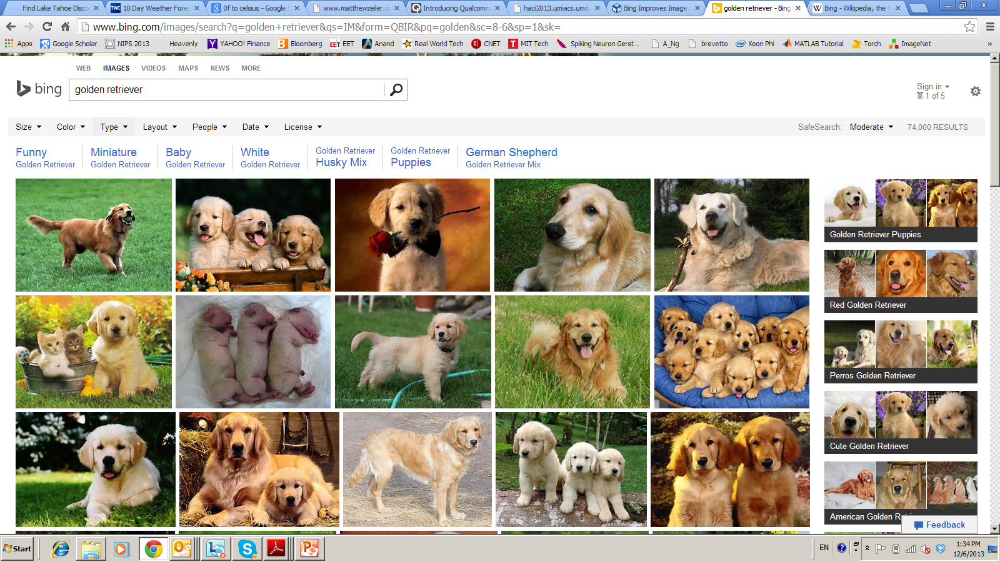 Find Lake Tahoe Disco
10 Day Weather Fore
0f to celsius - Google S
www.matthewzeiler.c
Introducing Qualcomm
haci2013.umiacs.umd.
Bing Improves Image S
golden retriever - Bing
Bing - Wikipedia, the f
www.bing.com/images/search?q=golden+retriever&qs=IM&form=QBIR&pq=golden&sc=8-6&sp=1&sk=
Apps Google Scholar NIPS 2013 Heavenly YAHOO! Finance Bloomberg EET Anand Real World Tech CNET MIT Tech Spiking Neuron Gerst... A_Ng brevetto Xeon Phi MATLAB Tutorial Torch ImageNet »
WEB IMAGES VIDEOS MAPS NEWS MORE
bing
golden retriever
Sign in
1 of 5
Size Color Type Layout People Date License
SafeSearch: Moderate 74,000 RESULTS
Funny
Golden Retriever
Miniature
Golden Retriever
Baby
Golden Retriever
White
Golden Retriever
Golden Retriever
Husky Mix
Golden Retriever
Puppies
German Shepherd
Golden Retriever Mix
Golden Retriever Puppies
Red Golden Retriever
Perros Golden Retriever
Cute Golden Retriever
American Golden
Feedback
Start
EN
1:34 PM
12/6/2013